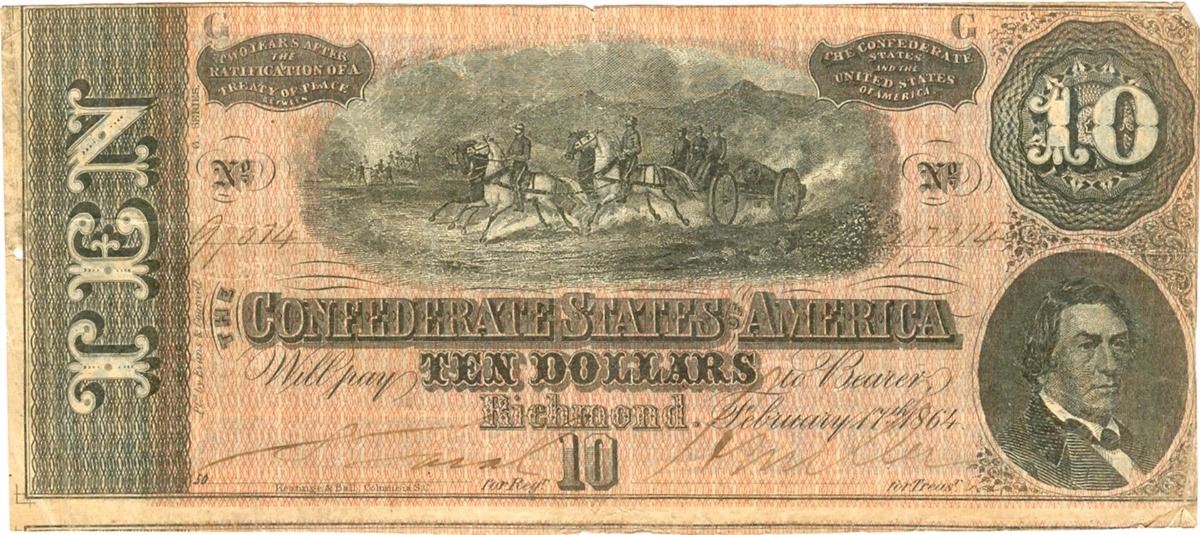 G
G
TWO YEARS AFTER
THE
RATIFICATION OF A
TREATY OF PEACE
BETWEEN
THE CONFEDERATE
STATES
AND THE
UNITED STATES
OF AMERICA
10
TEN
No
No
THE
CONFEDERATE STATES OF AMERICA
Will pay TEN DOLLARS to Bearer
Richmond. February 17th 1864
10
50
Keatinge & Ball, Columbia S.C.
for Regr
for Treasr